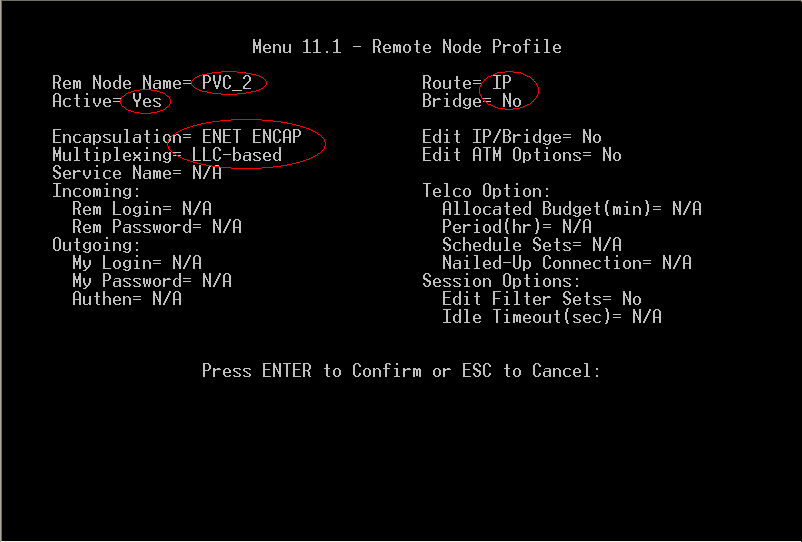 Menu 11.1 - Remote Node Profile
Rem Node Name= PVC_2 Route= IP
Active= Yes Bridge= No
Encapsulation= ENET ENCAP Edit IP/Bridge= No
Multiplexing= LLC-based Edit ATM Options= No
Service Name= N/A
Incoming: Telco Option:
Rem Login= N/A Allocated Budget(min)= N/A
Rem Password= N/A Period(hr)= N/A
Outgoing: Schedule Sets= N/A
My Login= N/A Nailed-Up Connection= N/A
My Password= N/A Session Options:
Authen= N/A Edit Filter Sets= No
Idle Timeout(sec)= N/A
Press ENTER to Confirm or ESC to Cancel: